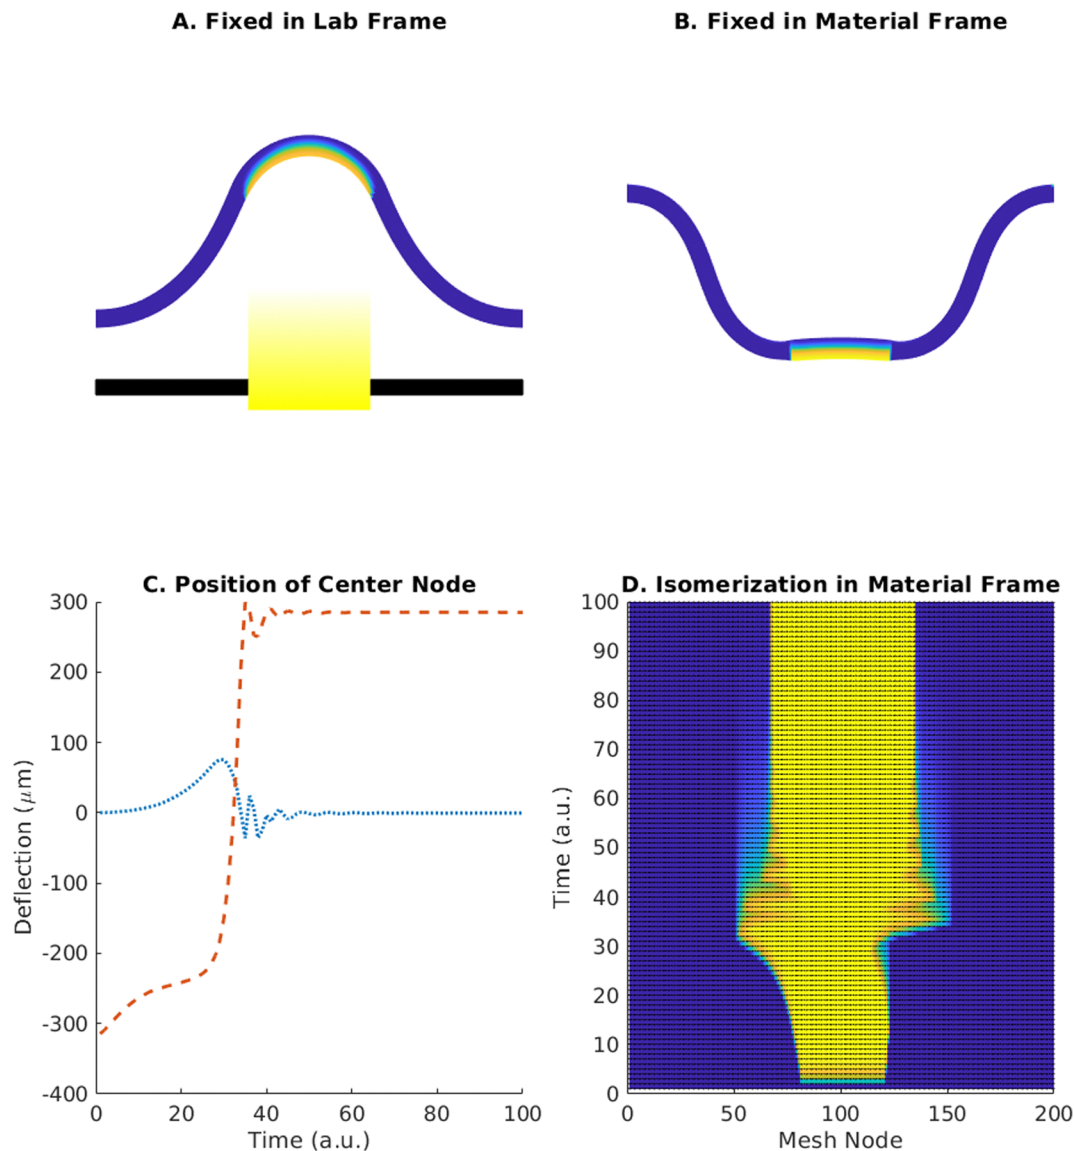 A. Fixed in Lab Frame
B. Fixed in Material Frame
C. Position of Center Node
300
200
100
0
-100
-200
-300
-400
Deflection (μm)
0 20 40 60 80 100
Time (a.u.)
D. Isomerization in Material Frame
100
90
80
70
60
50
40
30
20
10
0
Time (a.u.)
0 50 100 150 200
Mesh Node